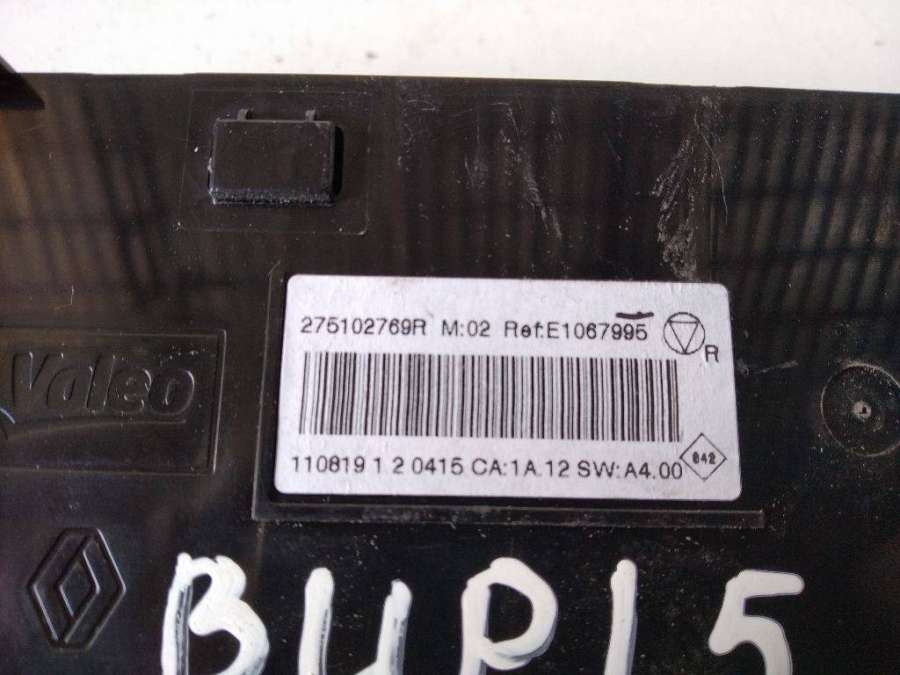 275102769R M:02 Ref:E1067995
R
Valeo
110819 1 2 0415 CA:1A.12 SW:A4.00
642
BUP15